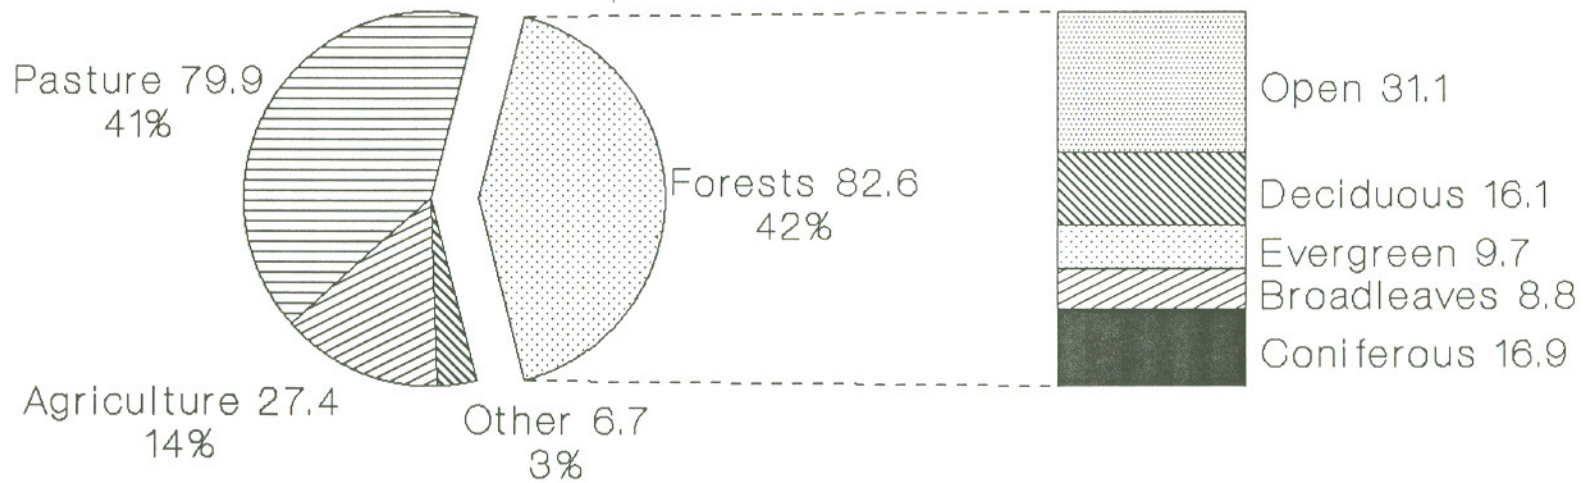 Pasture 79.9
41%
Forests 82.6
42%
Agriculture 27.4
14%
Other 6.7
3%
Open 31.1
Deciduous 16.1
Evergreen 9.7
Broadleaves 8.8
Coniferous 16.9